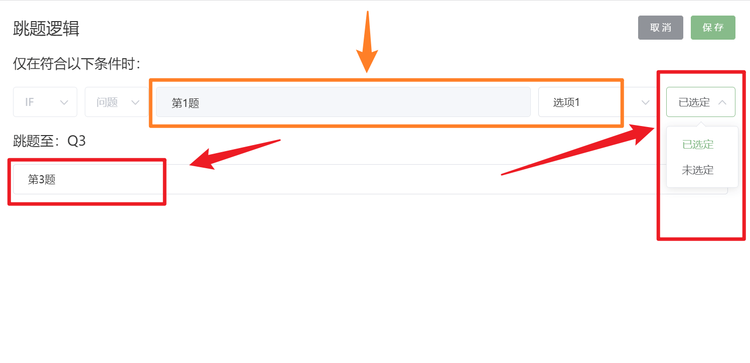 跳题逻辑
取消 保存
仅在符合以下条件时：
IF 问题 第1题 选项1 已选定
跳题至：Q3
已选定
未选定
第3题